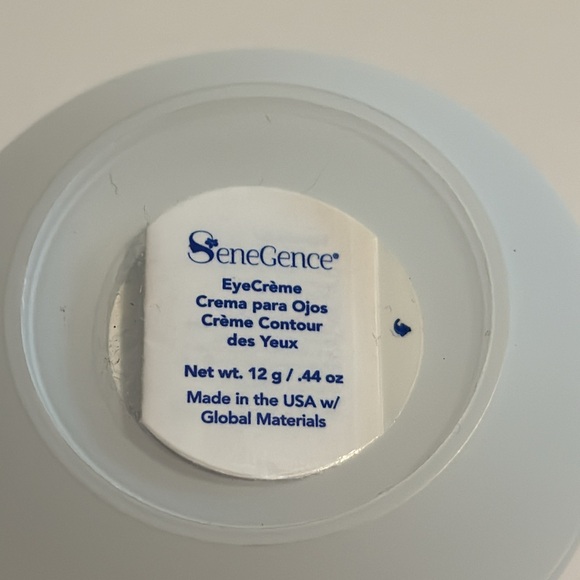 SeneGence®
EyeCrème
Crema para Ojos
Crème Contour
des Yeux
Net wt. 12 g / .44 oz
Made in the USA w/
Global Materials